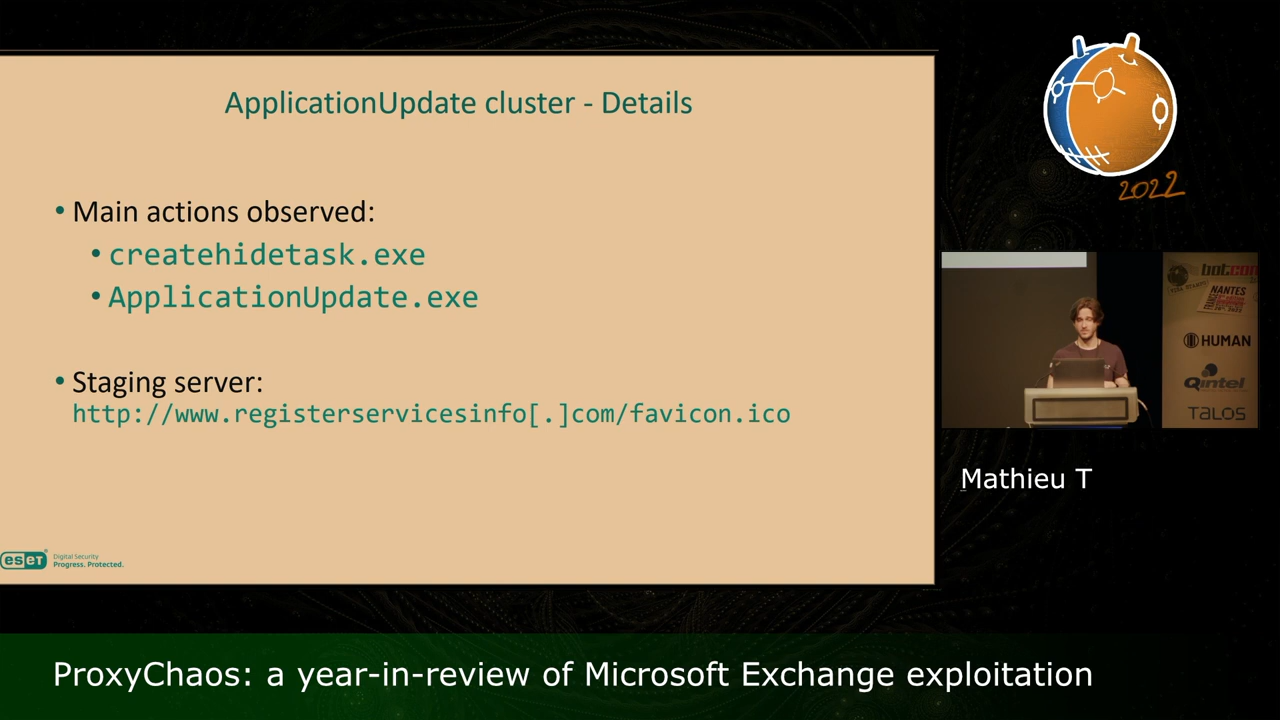 ApplicationUpdate cluster - Details
• Main actions observed:
• createhidetask.exe
• ApplicationUpdate.exe
• Staging server:
http://www.registerservicesinfo[.]com/favicon.ico
eset
Digital Security
Progress. Protected.
2022
botcon
NANTES
HUMAN
Qintel
TALOS
Mathieu T
ProxyChaos: a year-in-review of Microsoft Exchange exploitation